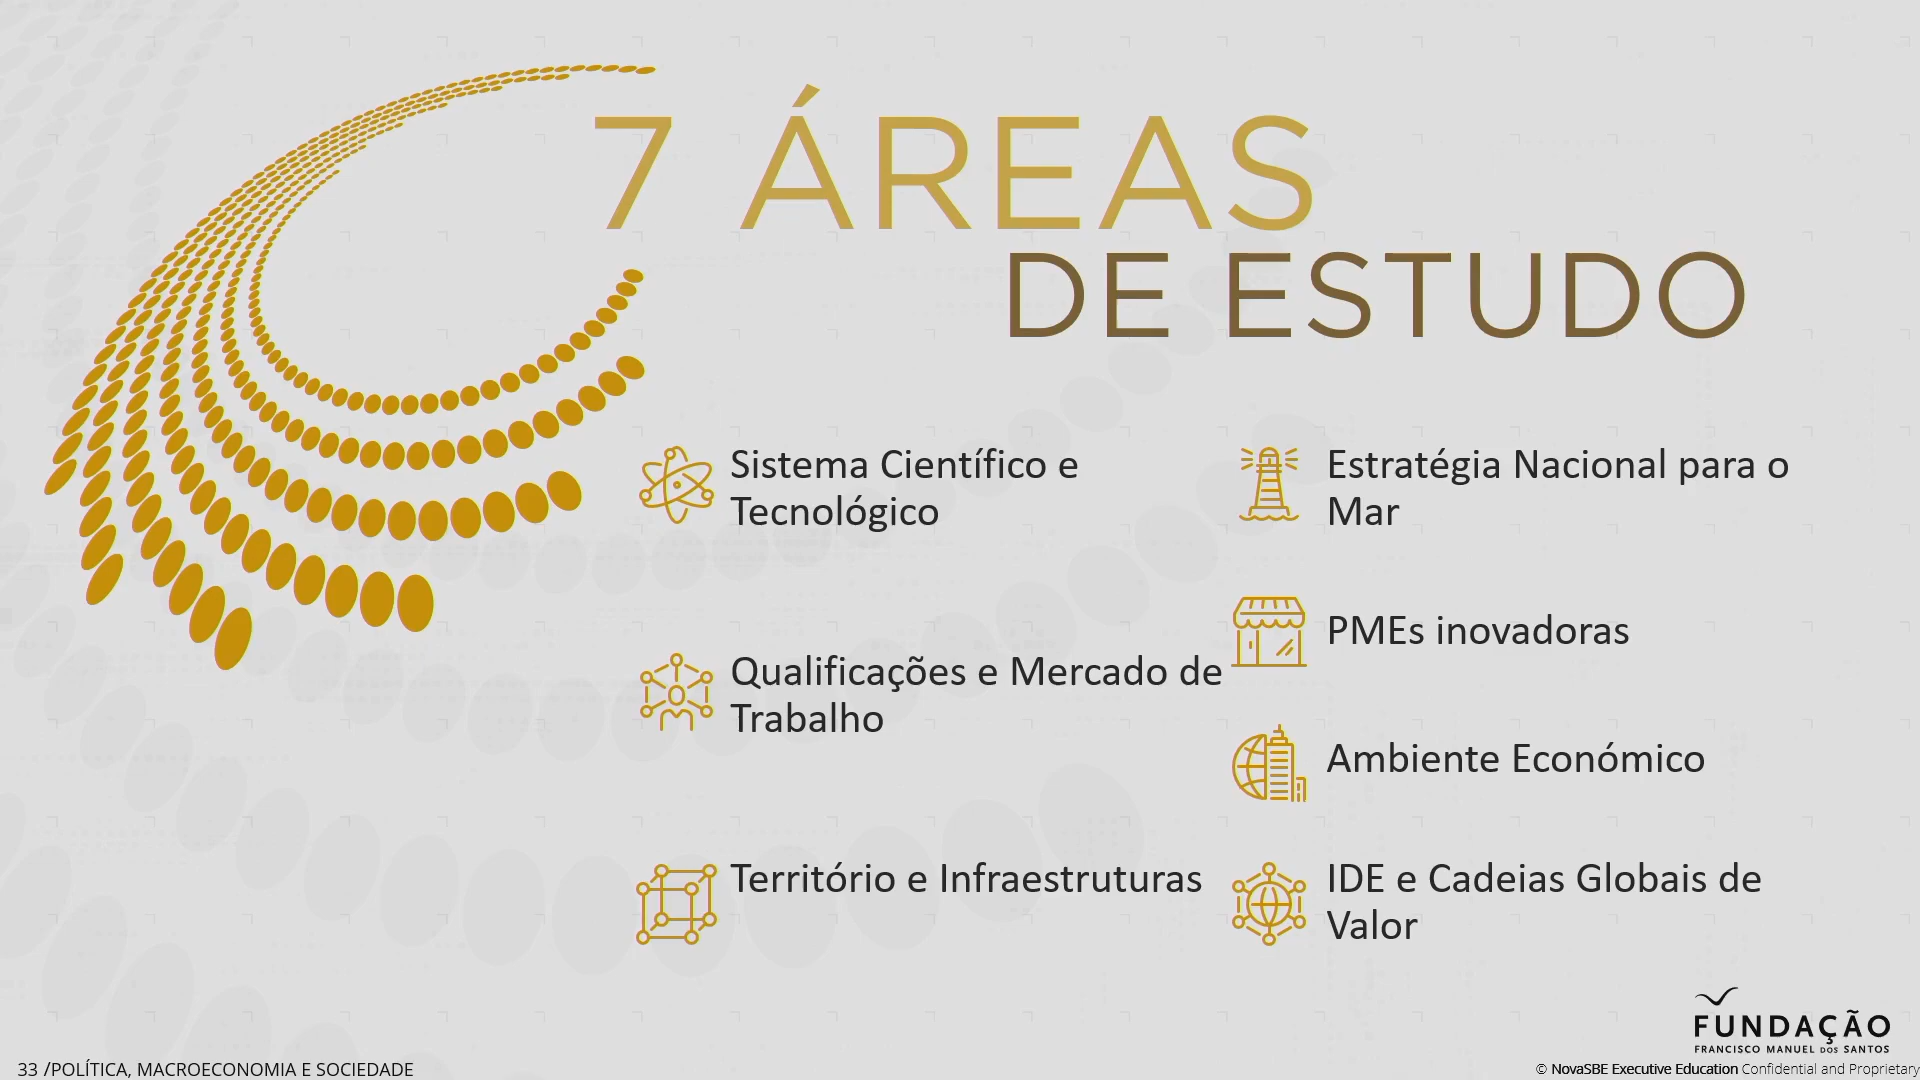 7 ÁREAS
DE ESTUDO
Sistema Científico e
Tecnológico
Qualificações e Mercado de
Trabalho
Território e Infraestruturas
Estratégia Nacional para o
Mar
PMEs inovadoras
Ambiente Económico
IDE e Cadeias Globais de
Valor
FUNDAÇÃO
FRANCISCO MANUEL DOS SANTOS
33 /POLÍTICA, MACROECONOMIA E SOCIEDADE
© NovaSBE Executive Education Confidential and Proprietary